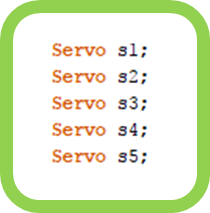 Servo s1;
Servo s2;
Servo s3;
Servo s4;
Servo s5;